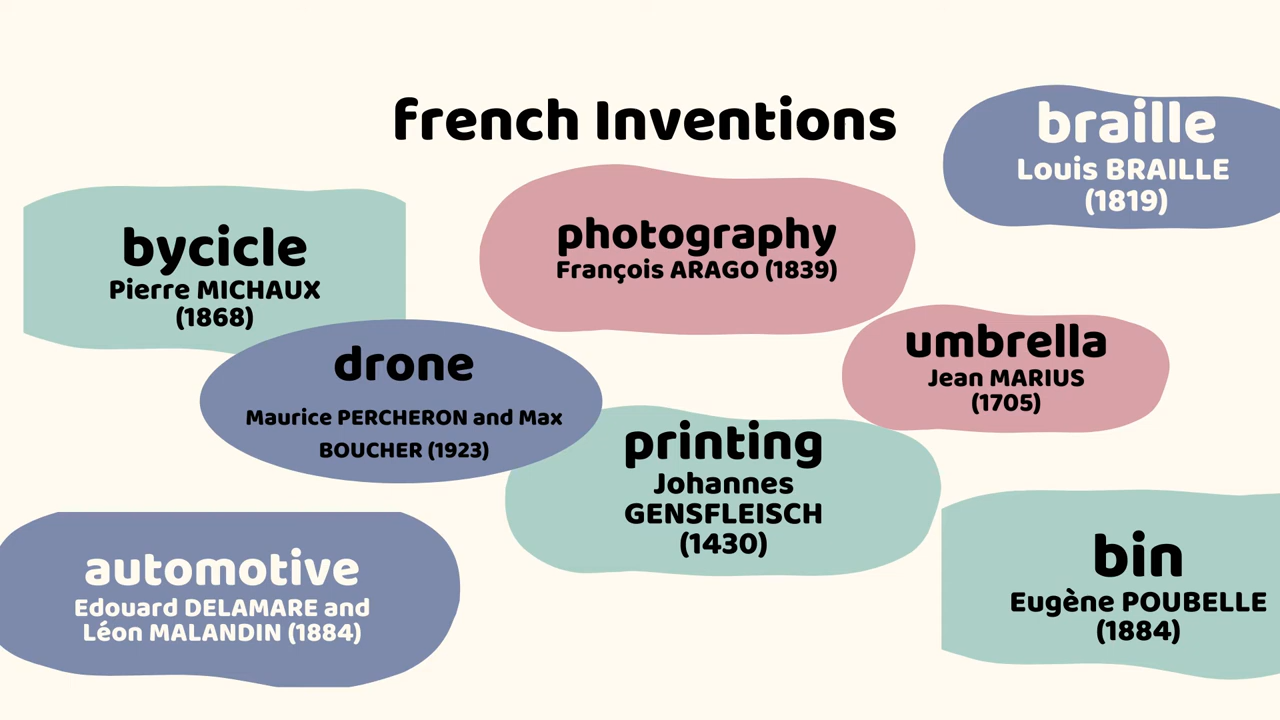 french Inventions
braille
Louis BRAILLE
(1819)
bycicle
Pierre MICHAUX
(1868)
photography
François ARAGO (1839)
drone
Maurice PERCHERON and Max
BOUCHER (1923)
umbrella
Jean MARIUS
(1705)
printing
Johannes
GENSFLEISCH
(1430)
automotive
Edouard DELAMARE and
Léon MALANDIN (1884)
bin
Eugène POUBELLE
(1884)